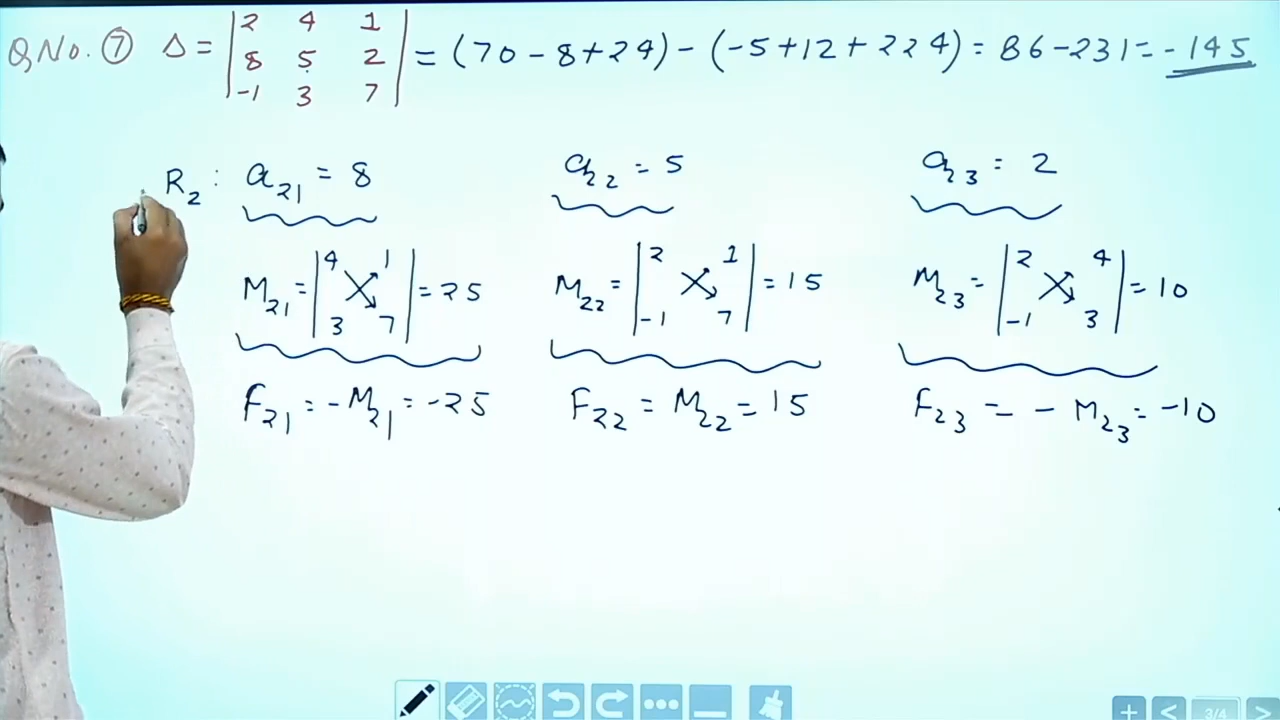 Q No. ⑦ Δ = |2 4 1| = (70 - 8 + 24) - (-5 + 12 + 224) = 86 - 231 = -145
|8 5 2|
|-1 3 7|
R₂ : a₂₁ = 8 a₂₂ = 5 a₂₃ = 2
M₂₁ = |4 1| = 25 M₂₂ = |2 1| = 15 M₂₃ = |2 4| = 10
|3 7| |-1 7| |-1 3|
F₂₁ = -M₂₁ = -25 F₂₂ = M₂₂ = 15 F₂₃ = - M₂₃ = -10
3/4